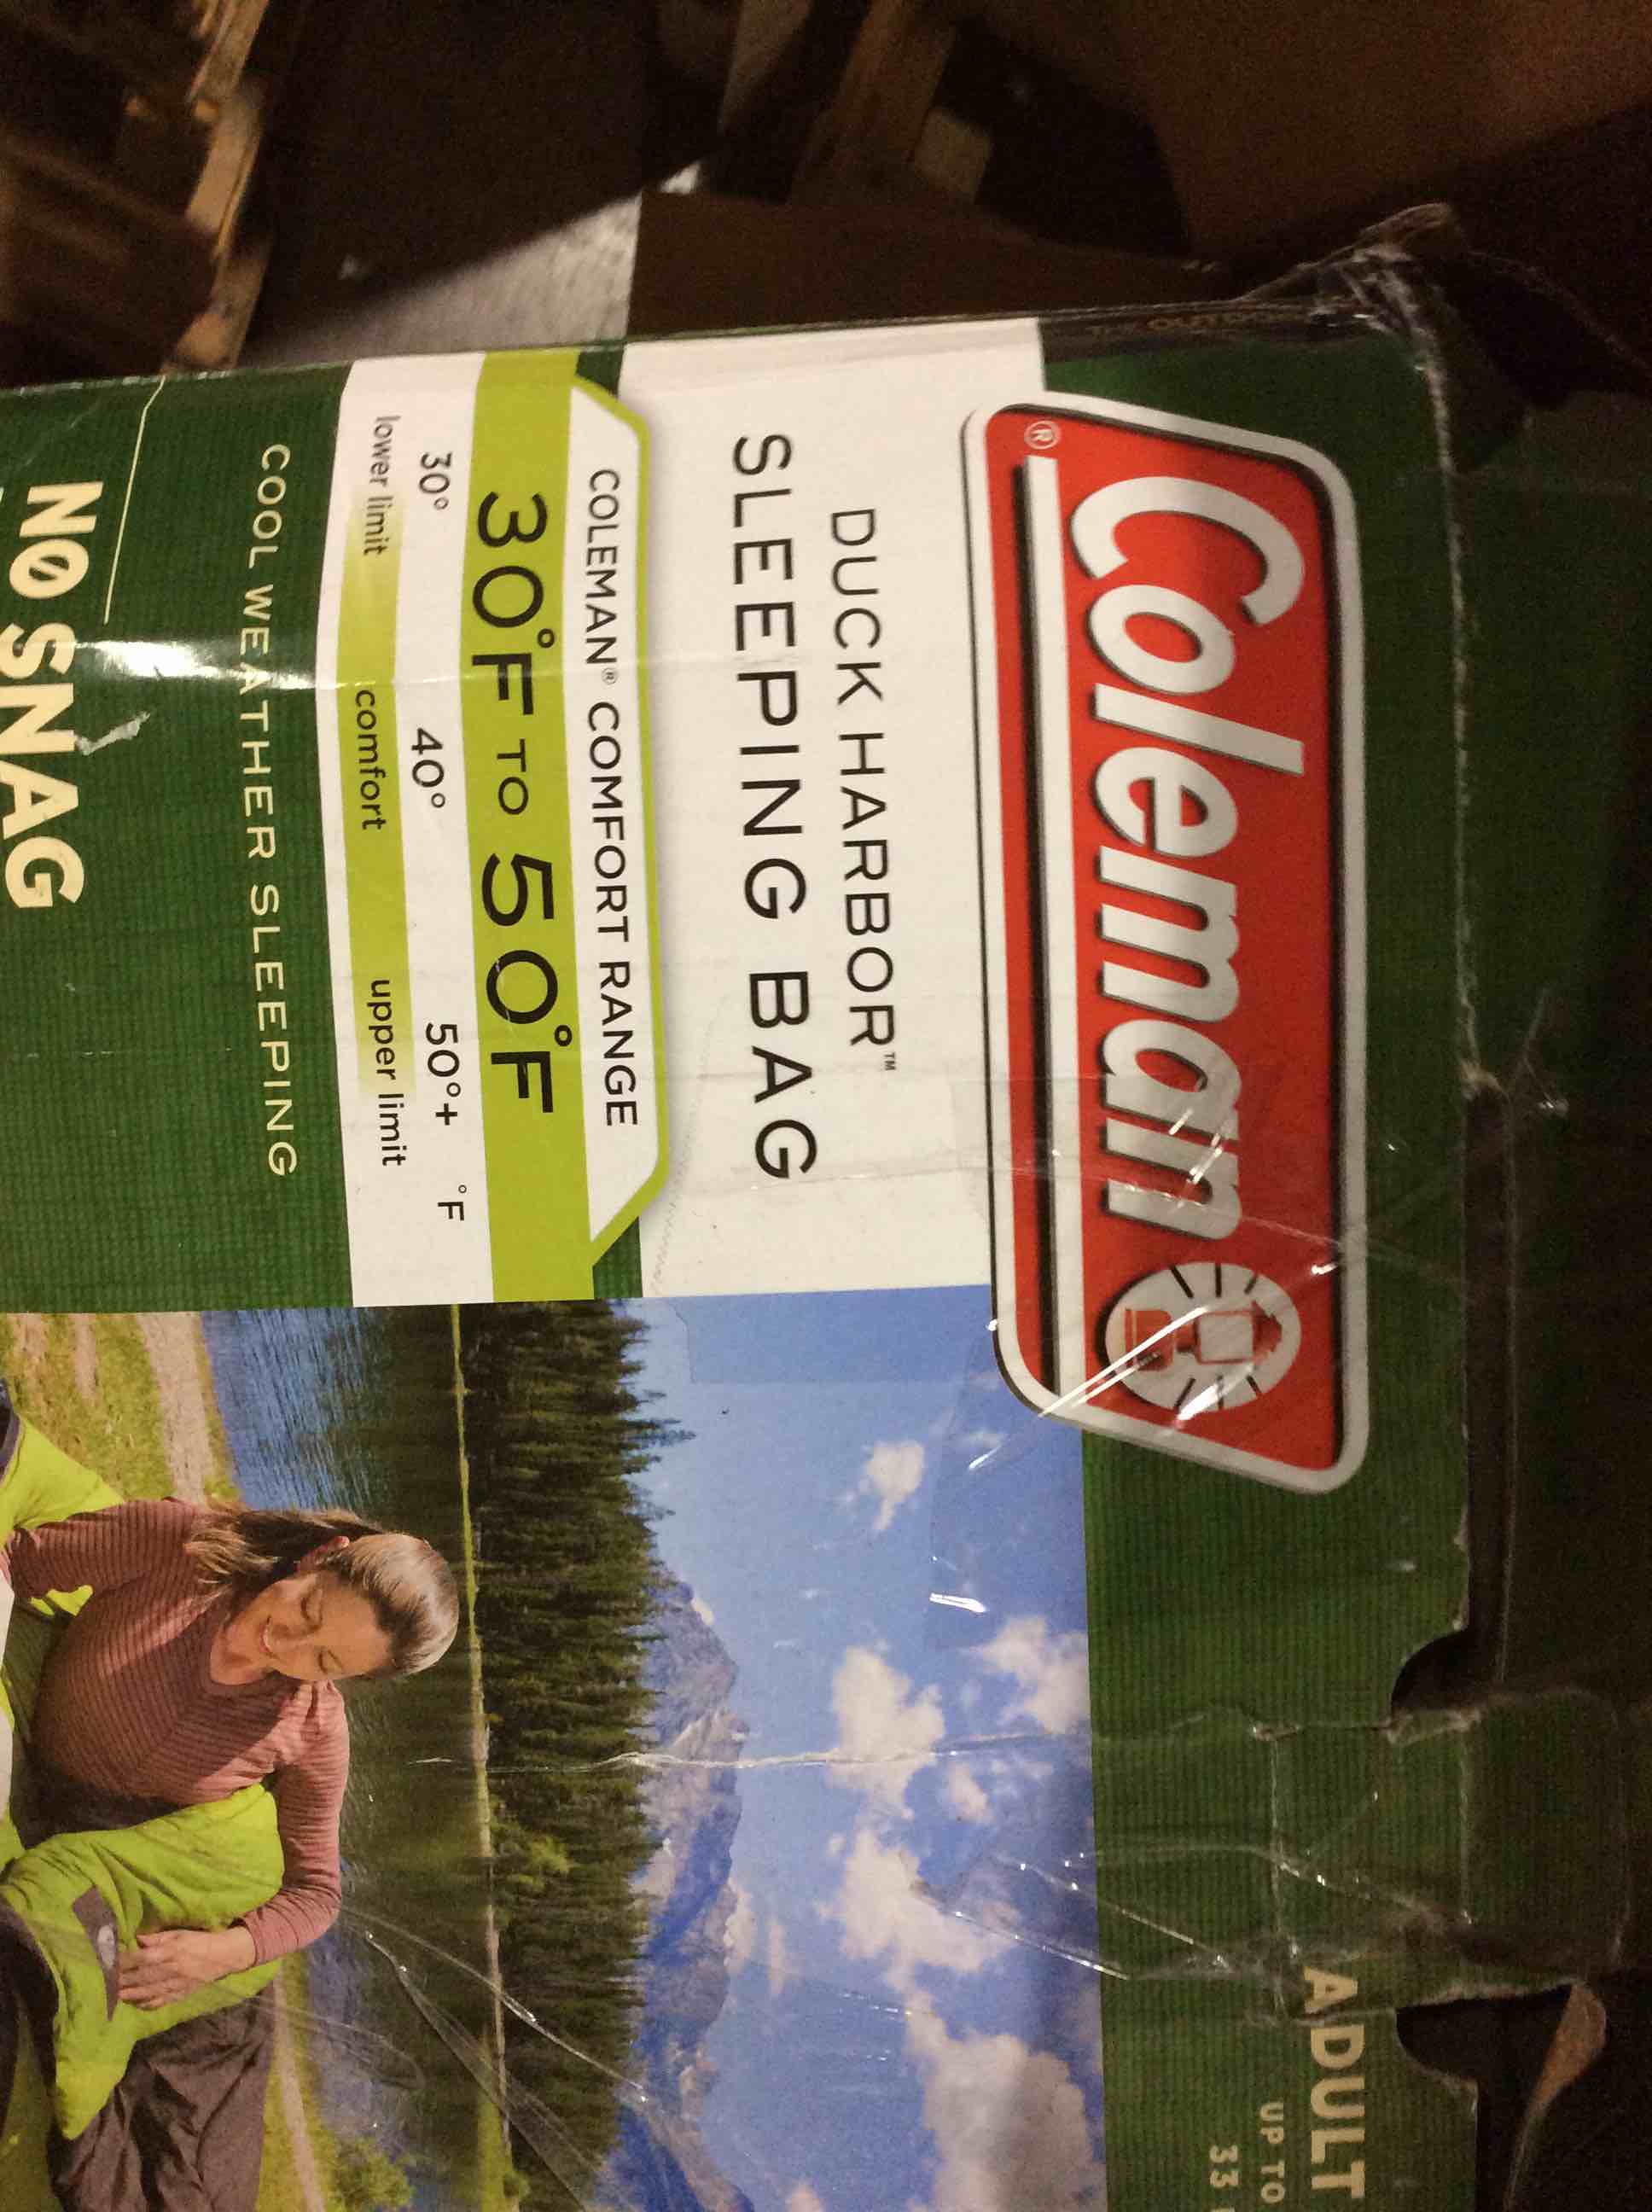 Coleman®
DUCK HARBOR™
SLEEPING BAG
COLEMAN® COMFORT RANGE
30°F TO 50°F
30° 40° 50°+ °F
lower limit comfort upper limit
COOL WEATHER SLEEPING
NO SNAG
ADULT
UP TO
33